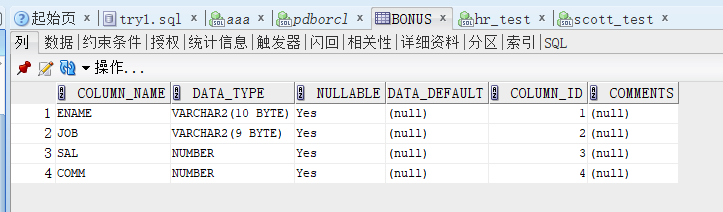 起始页 try1.sql aaa pdborcl BONUS hr_test scott_test
列 数据 约束条件 授权 统计信息 触发器 闪回 相关性 详细资料 分区 索引 SQL
操作...
COLUMN_NAME DATA_TYPE NULLABLE DATA_DEFAULT COLUMN_ID COMMENTS
1 ENAME VARCHAR2(10 BYTE) Yes (null) 1 (null)
2 JOB VARCHAR2(9 BYTE) Yes (null) 2 (null)
3 SAL NUMBER Yes (null) 3 (null)
4 COMM NUMBER Yes (null) 4 (null)